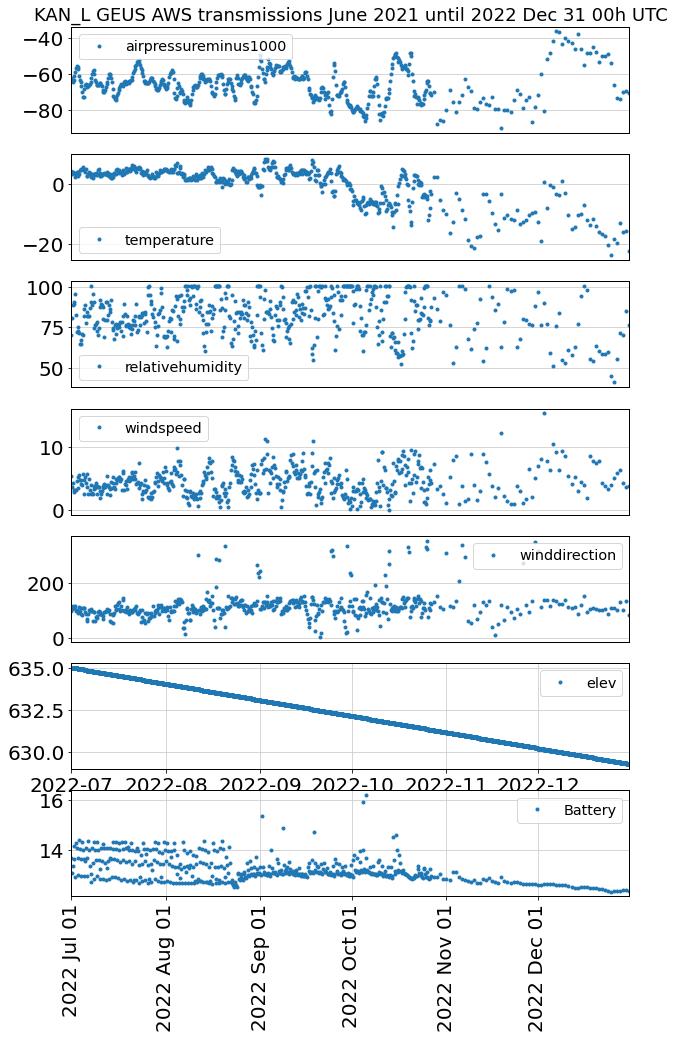 KAN_L GEUS AWS transmissions June 2021 until 2022 Dec 31 00h UTC
−40
−60
−80
airpressureminus1000
0
−20
temperature
100
75
50
relativehumidity
10
0
windspeed
200
0
winddirection
635.0
632.5
630.0
elev
2022-07 2022-08 2022-09 2022-10 2022-11 2022-12
16
14
Battery
2022 Jul 01
2022 Aug 01
2022 Sep 01
2022 Oct 01
2022 Nov 01
2022 Dec 01